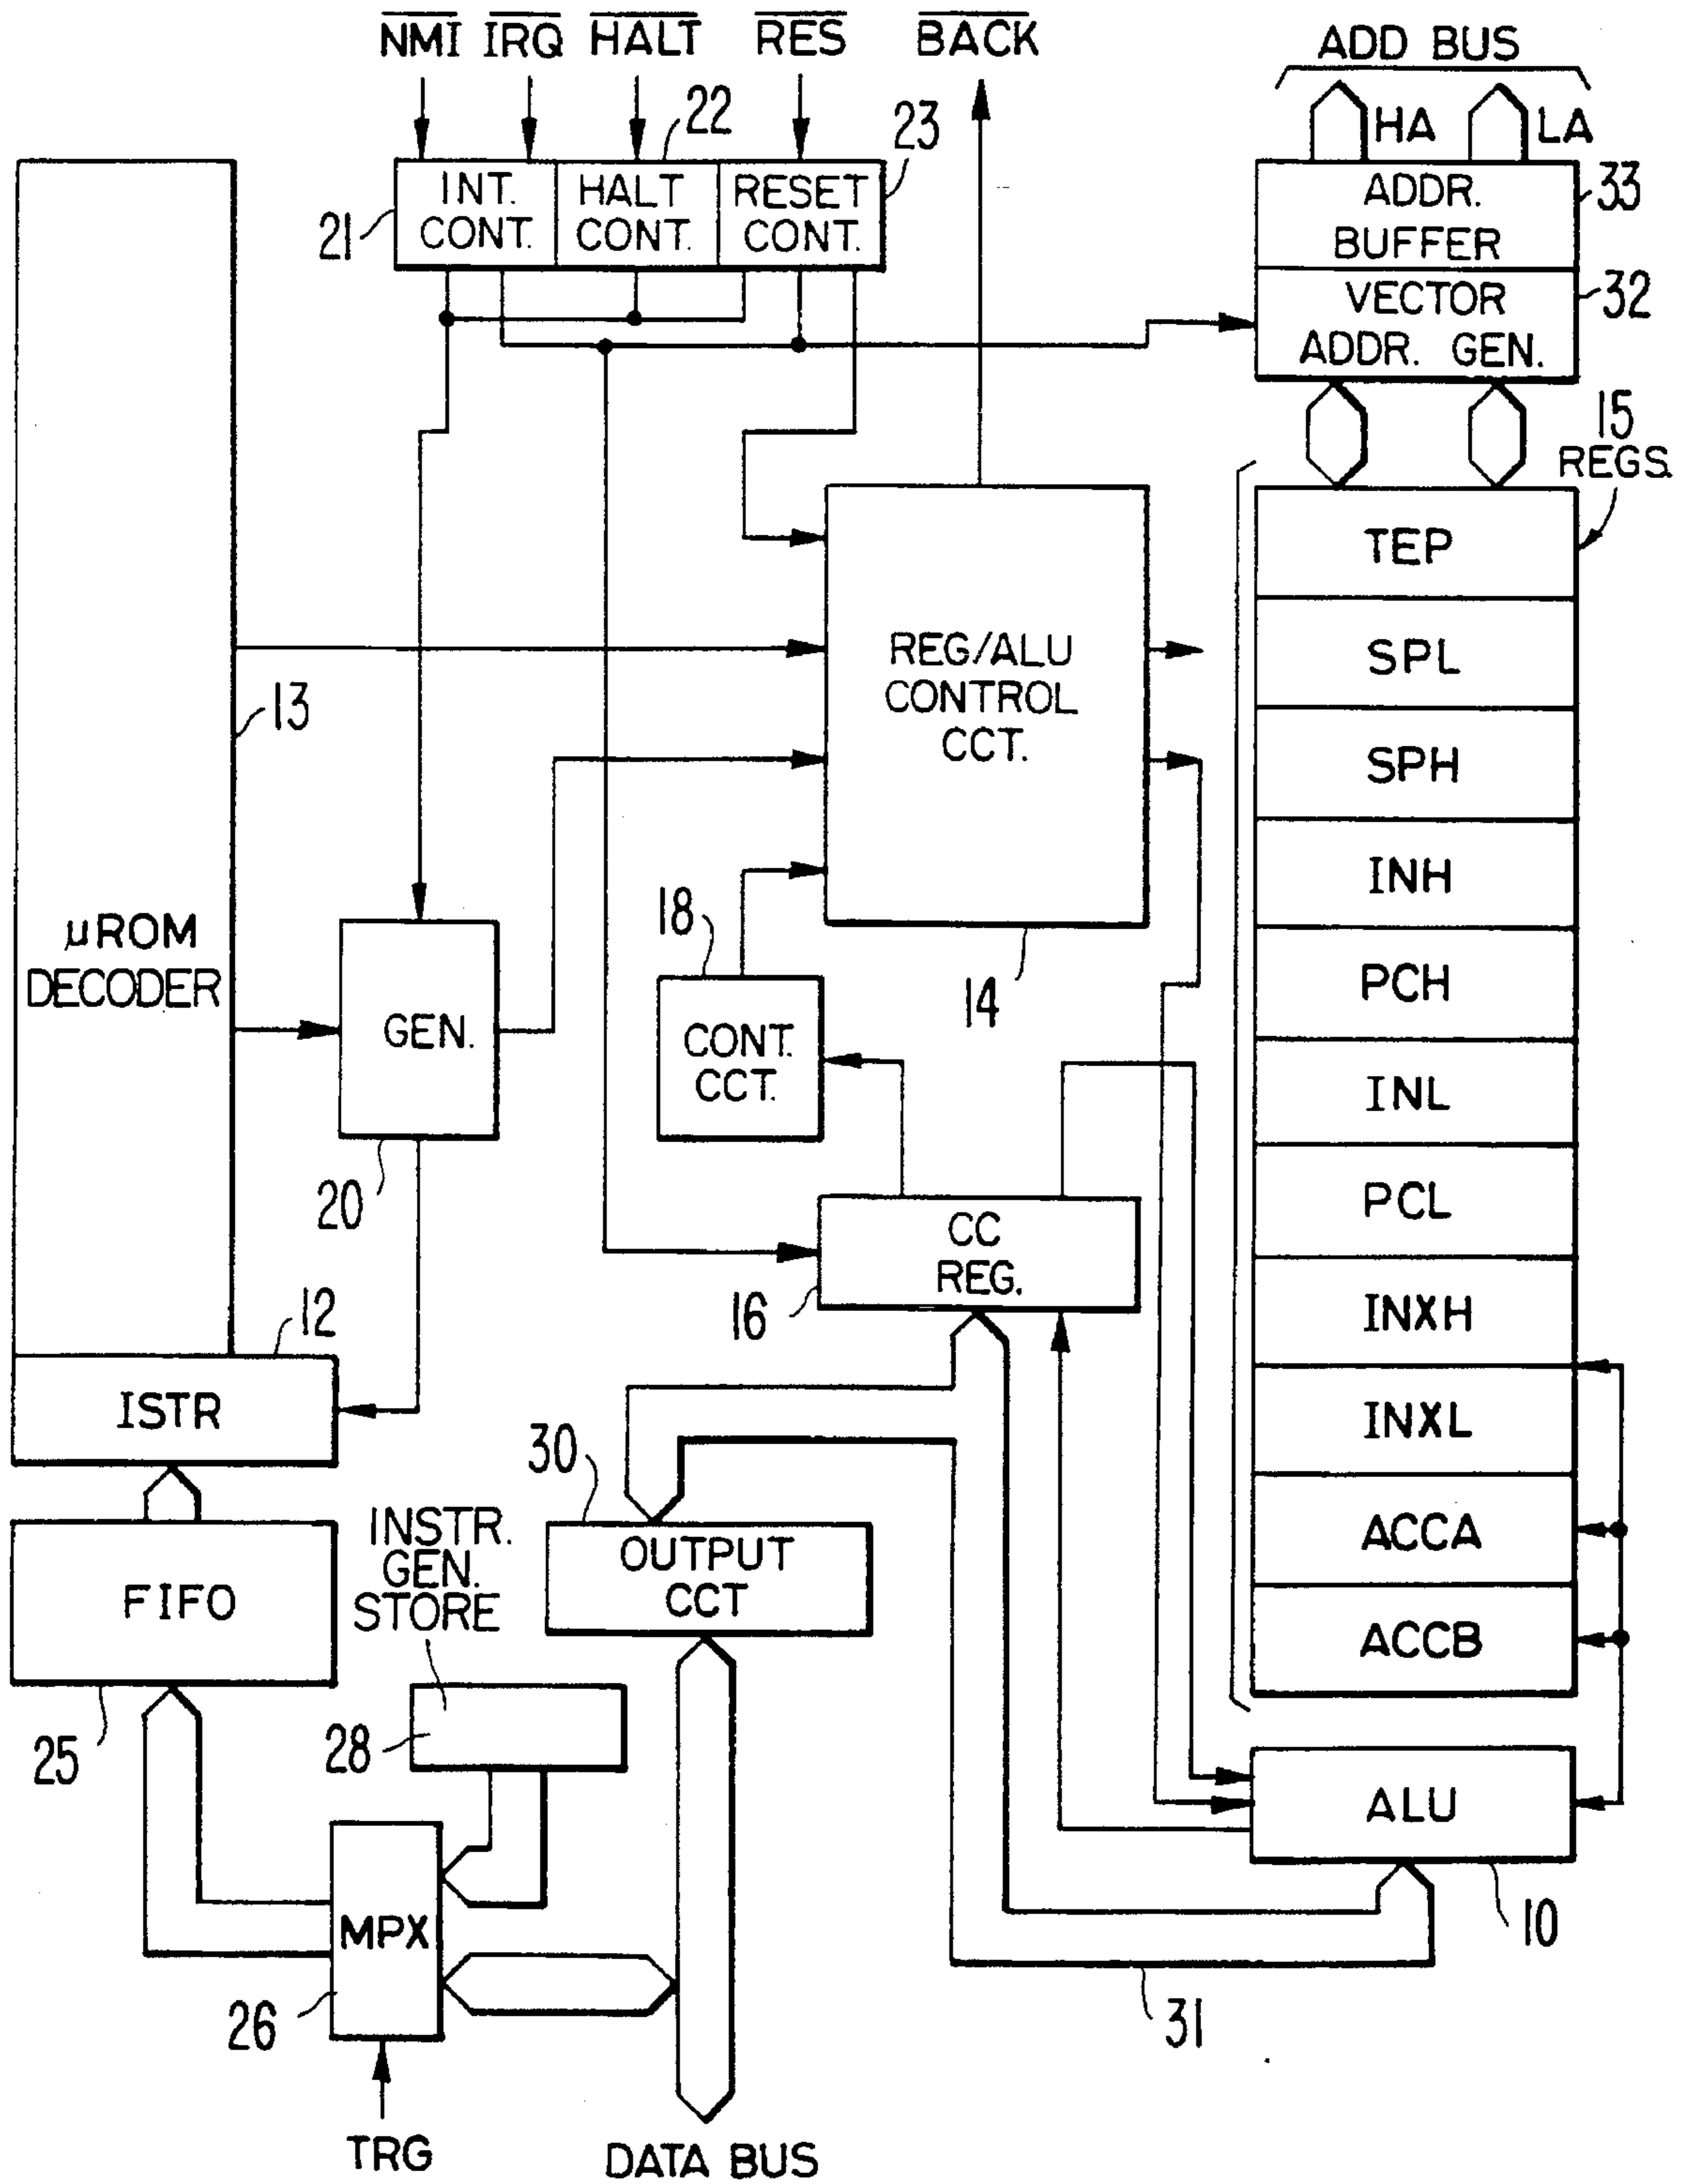 NMI IRQ HALT RES BACK
ADD BUS
HA LA
22
23
INT.
CONT.
HALT
CONT.
RESET
CONT.
21
ADDR.
BUFFER
33
VECTOR
ADDR. GEN.
32
15
REGS.
TEP
SPL
SPH
INH
PCH
INL
PCL
INXH
INXL
ACCA
ACCB
REG/ALU
CONTROL
CCT.
14
13
μROM
DECODER
GEN.
20
18
CONT.
CCT.
CC
REG.
16
12
ISTR
30
OUTPUT
CCT
INSTR.
GEN.
STORE
FIFO
25
28
ALU
10
MPX
26
31
TRG
DATA BUS